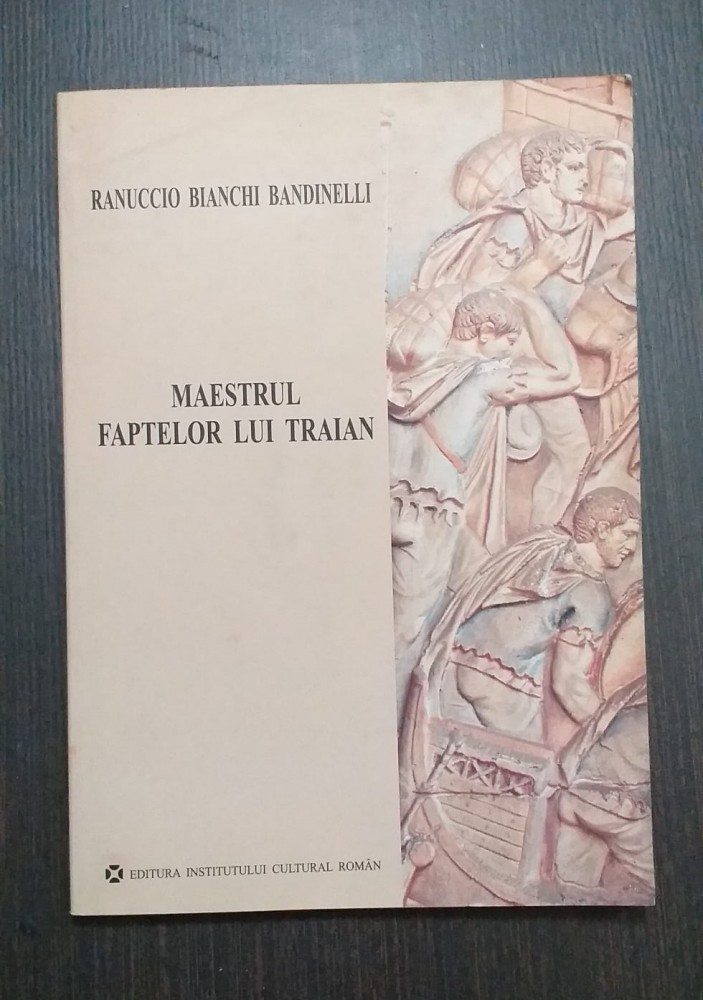 RANUCCIO BIANCHI BANDINELLI
MAESTRUL
FAPTELOR LUI TRAIAN
EDITURA INSTITUTULUI CULTURAL ROMÂN